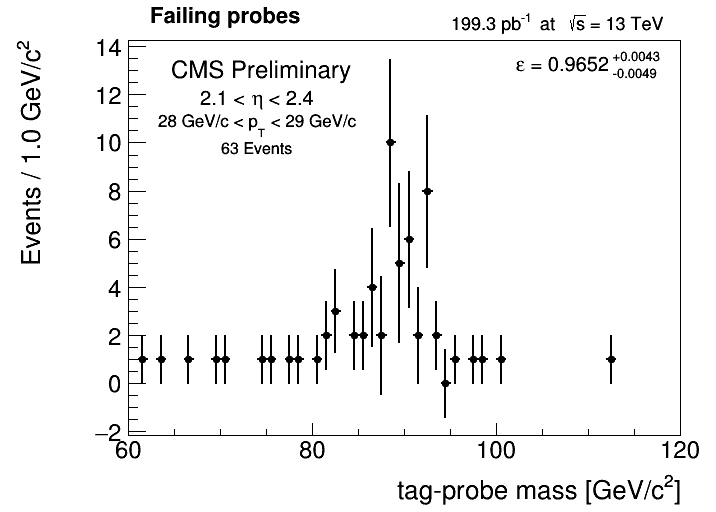 Failing probes
199.3 pb⁻¹ at √s = 13 TeV
CMS Preliminary
2.1 < η < 2.4
28 GeV/c < p_T < 29 GeV/c
63 Events
ε = 0.9652 +0.0043 -0.0049
Events / 1.0 GeV/c²
14
12
10
8
6
4
2
0
−2
60 80 100 120
tag-probe mass [GeV/c²]